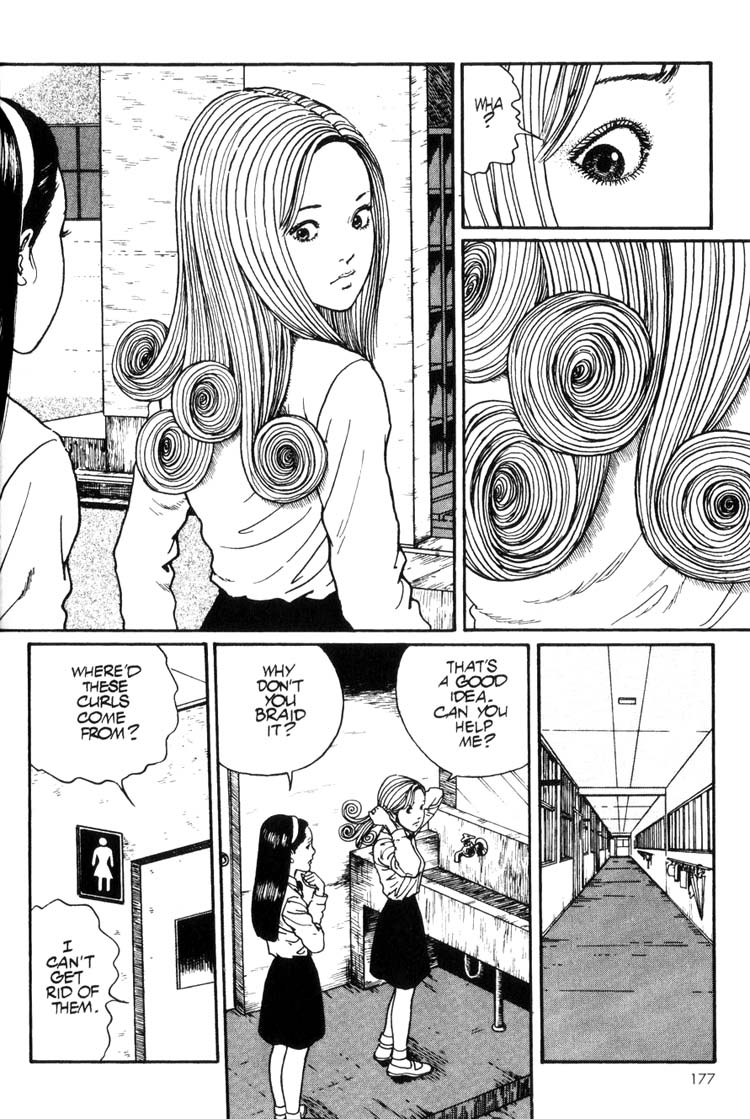 WHA
?
WHERE'D
THESE
CURLS
COME
FROM?
I
CAN'T
GET
RID OF
THEM.
WHY
DON'T
YOU
BRAID
IT?
THAT'S
A GOOD
IDEA.
CAN YOU
HELP
ME?
177